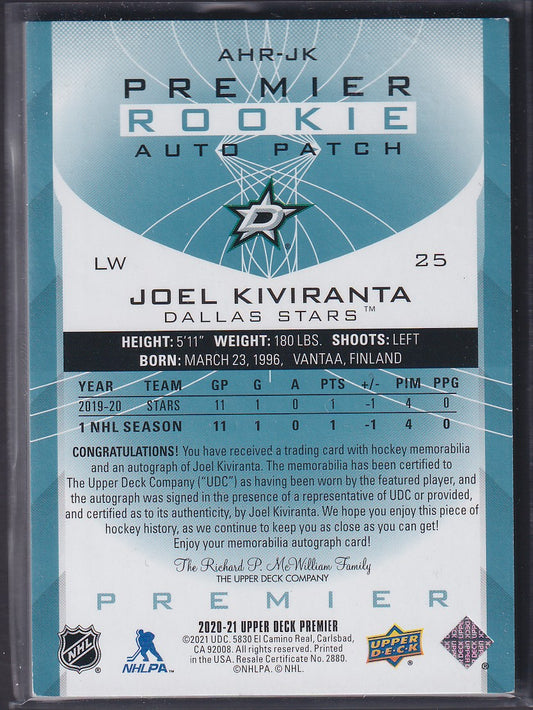 AHR-JK
PREMIER
ROOKIE
AUTO PATCH
D
®
LW 25
JOEL KIVIRANTA
DALLAS STARS™
HEIGHT: 5'11" WEIGHT: 180 LBS. SHOOTS: LEFT
BORN: MARCH 23, 1996, VANTAA, FINLAND
YEAR TEAM GP G A PTS +/- PIM PPG
2019-20 STARS 11 1 0 1 -1 4 0
1 NHL SEASON 11 1 0 1 -1 4 0
CONGRATULATIONS! You have received a trading card with hockey memorabilia
and an autograph of Joel Kiviranta. The memorabilia has been certified to
The Upper Deck Company ("UDC") as having been worn by the featured player, and
the autograph was signed in the presence of a representative of UDC or provided,
and certified as to its authenticity, by Joel Kiviranta. We hope you enjoy this piece of
hockey history, as we continue to keep you as close as you can get!
Enjoy your memorabilia autograph card!
The Richard P. McWilliam Family
THE UPPER DECK COMPANY
PREMIER
2020-21 UPPER DECK PREMIER
©2021 UDC. 5830 El Camino Real, Carlsbad,
CA 92008. All rights reserved. Printed
in the USA. Resale Certificate No. 2880.
©NHLPA. © NHL.
NHL
NHLPA™
UPPER
DECK
®